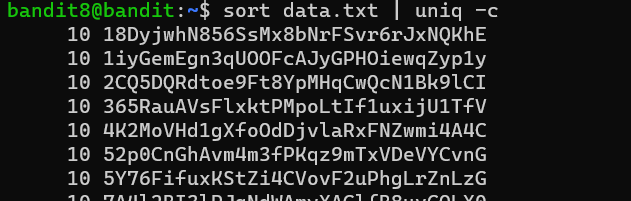 bandit8@bandit:~$ sort data.txt | uniq -c
10 18DyjwhN856SsMx8bNrFSvr6rJxNQKhE
10 1iyGemEgn3qUOOFcAJyGPHOiewqZyp1y
10 2CQ5DQRdtoe9Ft8YpMHqCwQcN1Bk9lCI
10 365RauAVsFlxktPMpoLtIf1uxijU1TfV
10 4K2MoVHd1gXfoOdDjvlaRxFNZwmi4A4C
10 52p0CnGhAvm4m3fPKqz9mTxVDeVYCvnG
10 5Y76FifuxKStZi4CVovF2uPhgLrZnLzG
10